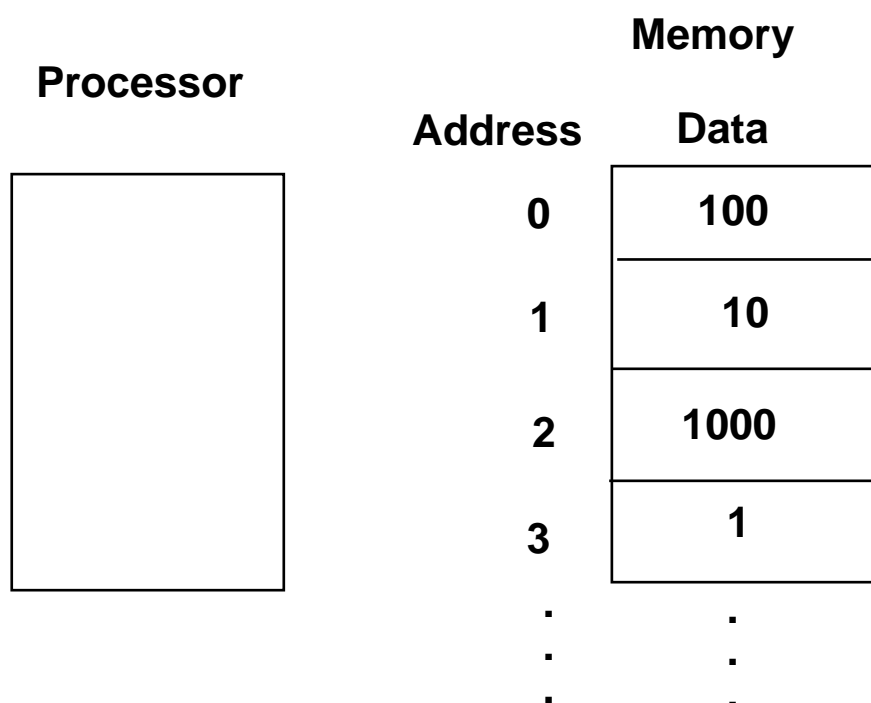 Memory
Processor
Address Data
0 100
1 10
2 1000
3 1
. .
. .
. .